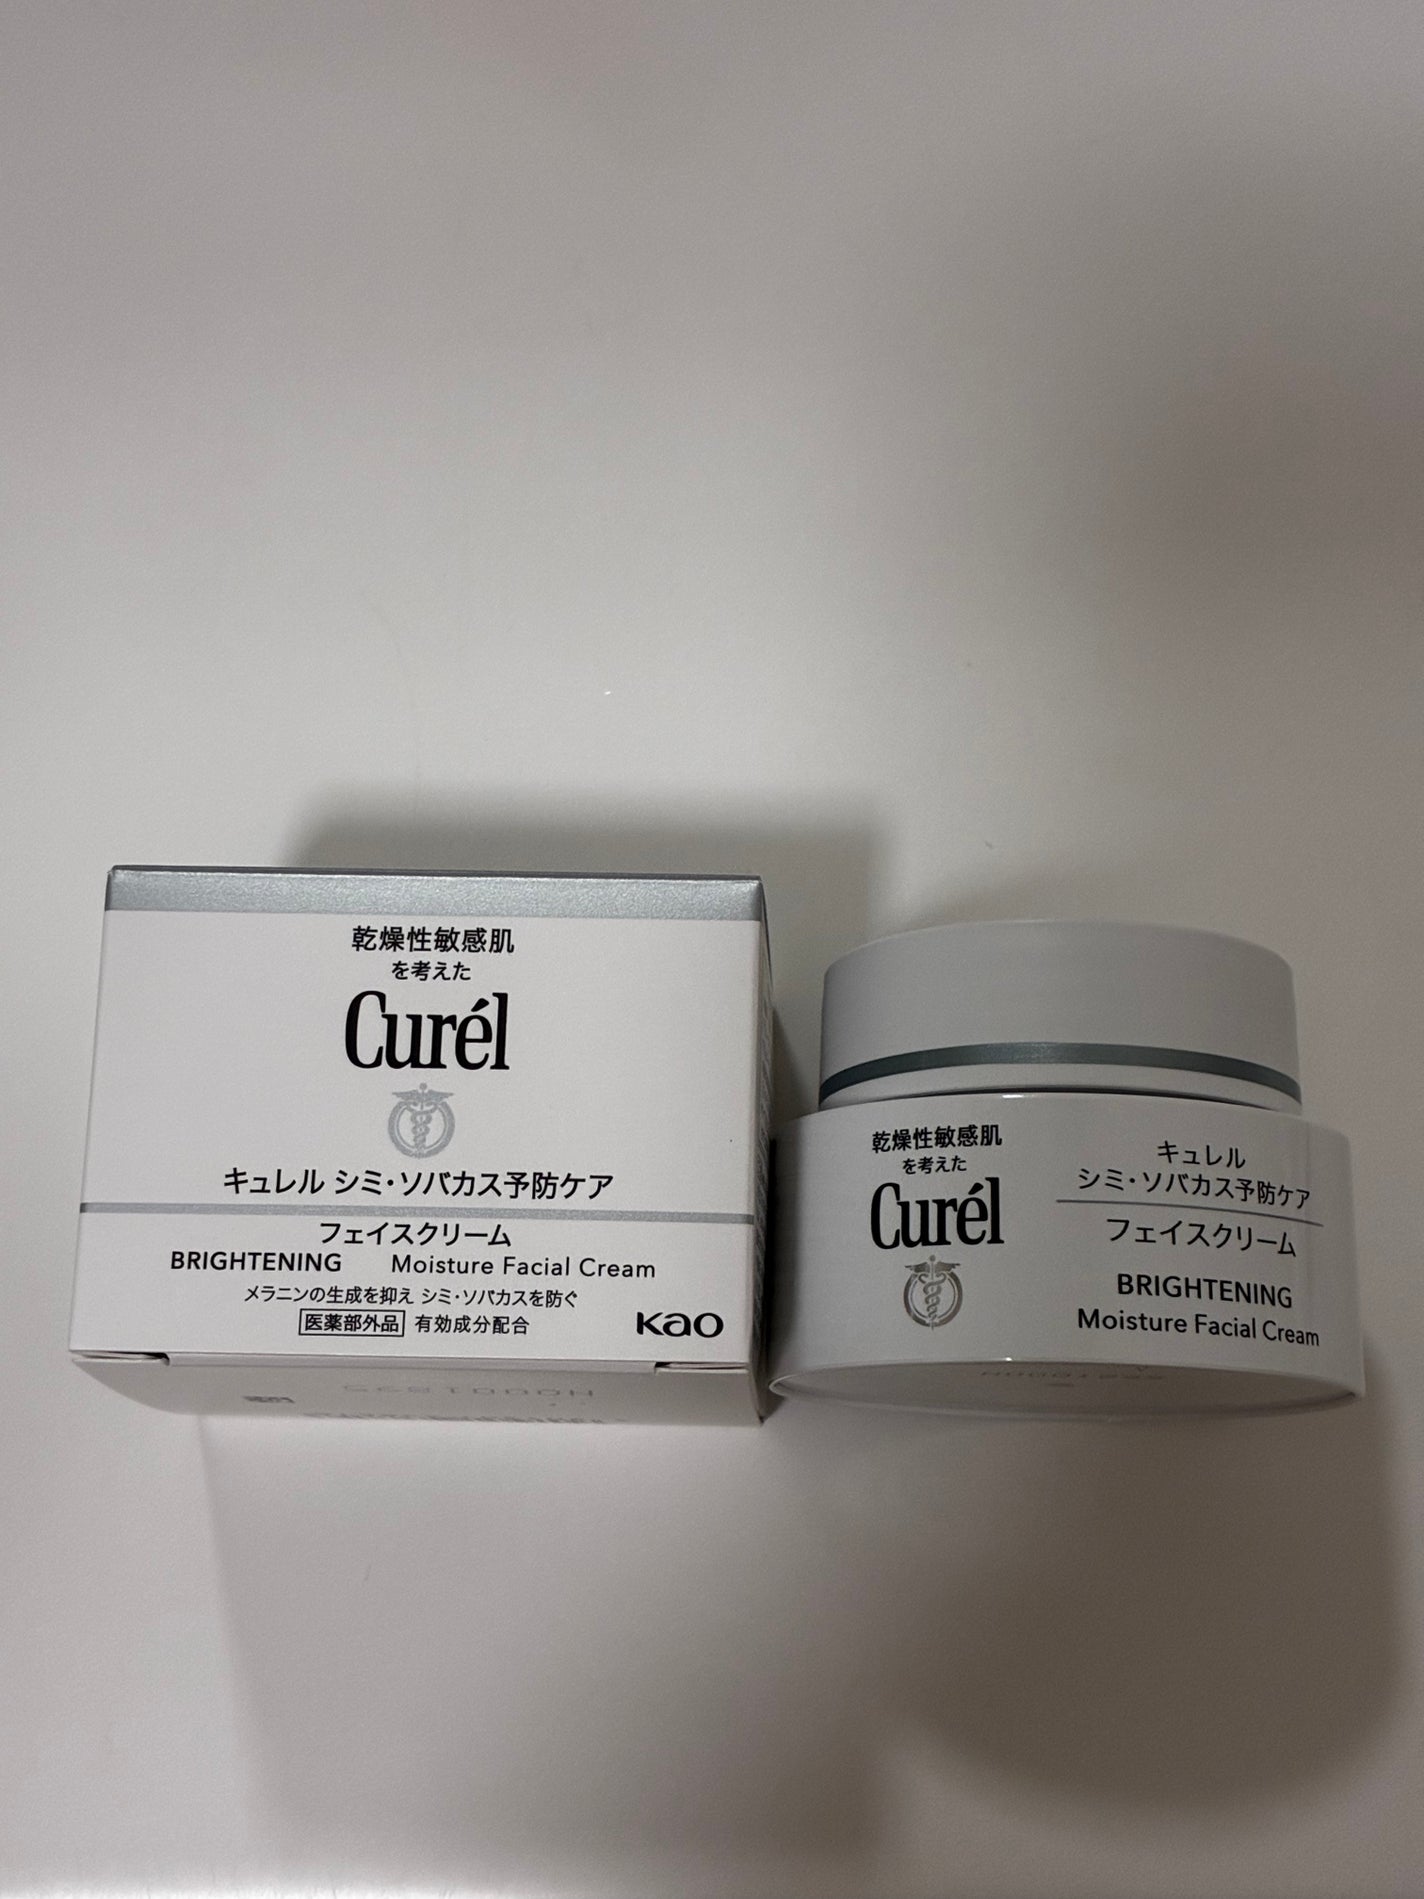 乾燥性敏感肌
を考えた
Curél
キュレル シミ・ソバカス予防ケア
フェイスクリーム
BRIGHTENING Moisture Facial Cream
メラニンの生成を抑え シミ・ソバカスを防ぐ
医薬部外品 有効成分配合
Kao
乾燥性敏感肌
を考えた
Curél
キュレル
シミ・ソバカス予防ケア
フェイスクリーム
BRIGHTENING
Moisture Facial Cream